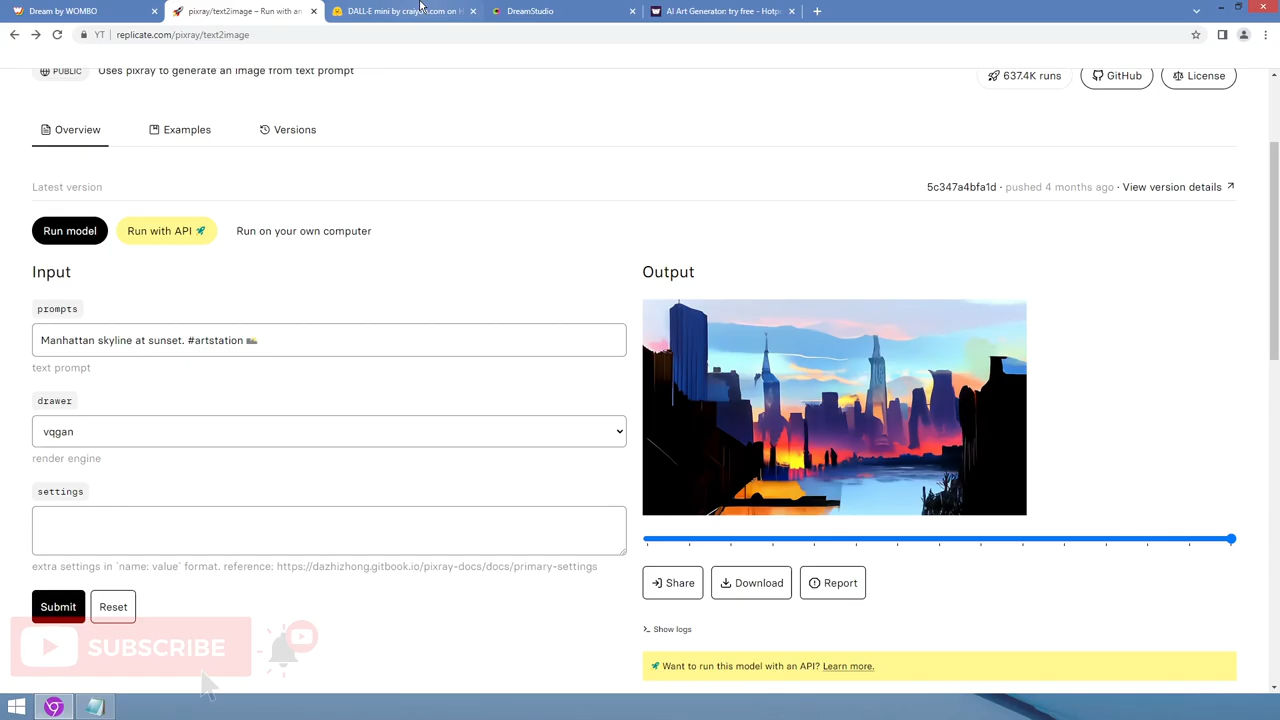 Dream by WOMBO
pixray/text2image – Run with an
DALL·E mini by craiyon.com on H
DreamStudio
AI Art Generator: try free - Hotp
YT
replicate.com/pixray/text2image
PUBLIC
Uses pixray to generate an image from text prompt
637.4K runs
GitHub
License
Overview
Examples
Versions
Latest version
5c347a4bfa1d · pushed 4 months ago · View version details
Run model
Run with API
Run on your own computer
Input
Output
prompts
Manhattan skyline at sunset. #artstation
text prompt
drawer
vqgan
render engine
settings
extra settings in `name: value` format. reference: https://dazhizhong.gitbook.io/pixray-docs/docs/primary-settings
Share
Download
Report
Submit
Reset
Show logs
SUBSCRIBE
Want to run this model with an API? Learn more.